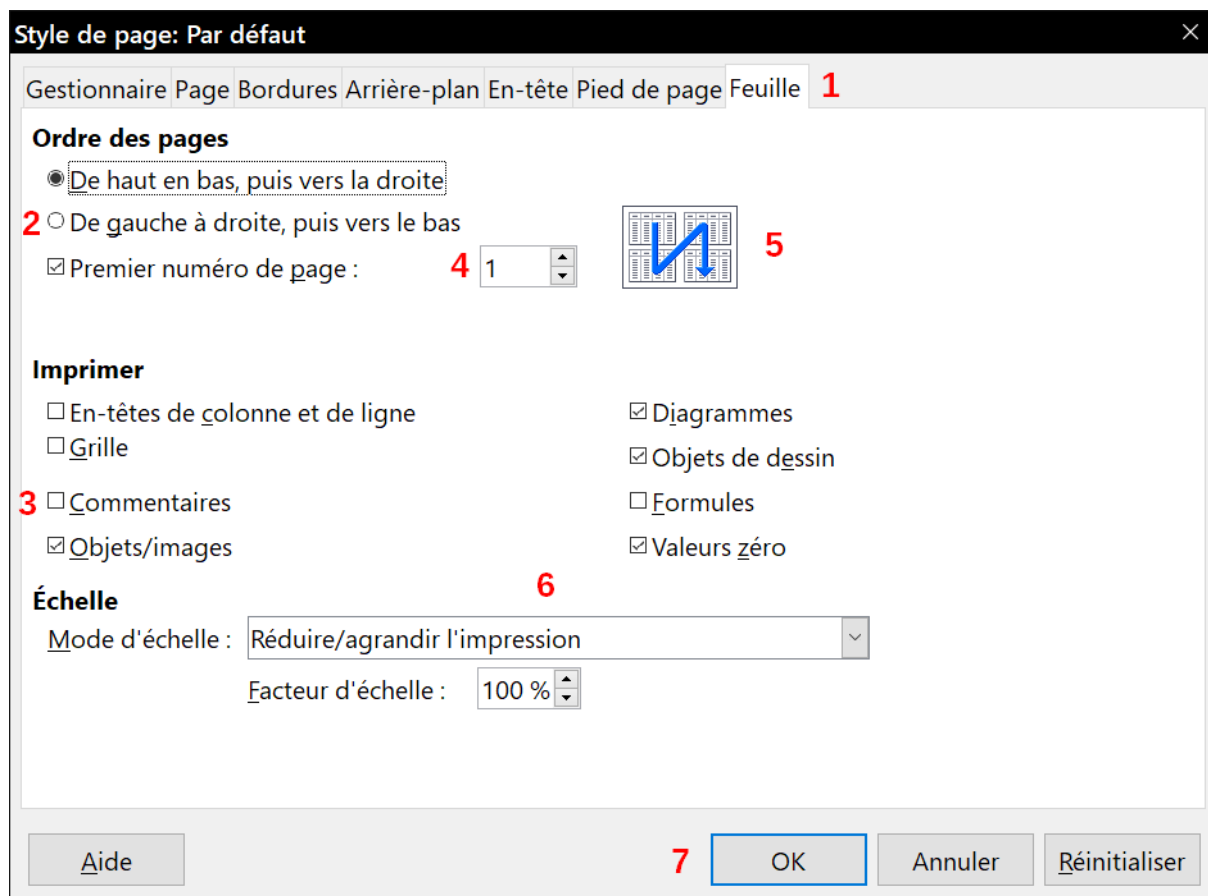 Style de page: Par défaut
Gestionnaire Page Bordures Arrière-plan En-tête Pied de page Feuille 1
Ordre des pages
De haut en bas, puis vers la droite
2 De gauche à droite, puis vers le bas
5
Premier numéro de page : 4 1
Imprimer
En-têtes de colonne et de ligne
Diagrammes
Grille
Objets de dessin
3 Commentaires
Formules
Objets/images
Valeurs zéro
6
Échelle
Mode d'échelle : Réduire/agrandir l'impression
Facteur d'échelle : 100 %
Aide 7 OK Annuler Réinitialiser